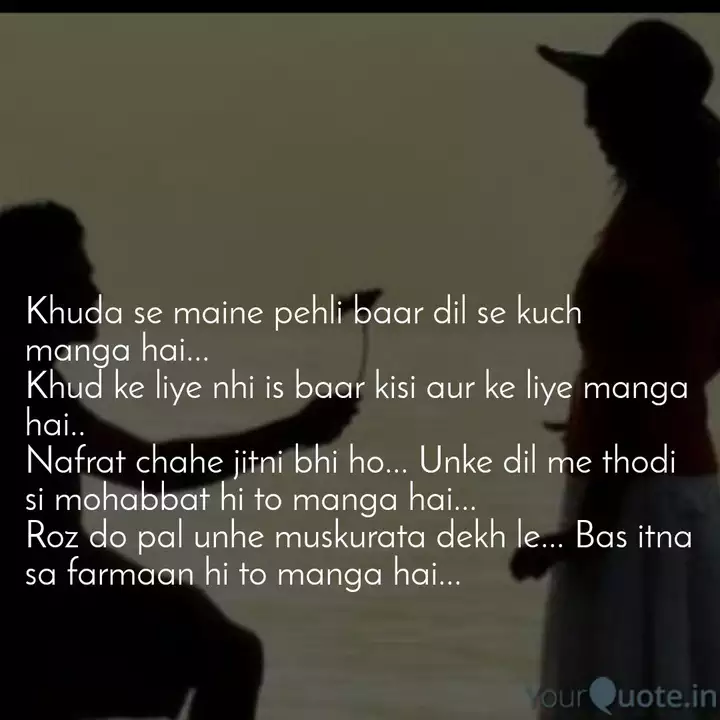 Khuda se maine pehli baar dil se kuch
manga hai...
Khud ke liye nhi is baar kisi aur ke liye manga
hai..
Nafrat chahe jitni bhi ho... Unke dil me thodi
si mohabbat hi to manga hai...
Roz do pal unhe muskurata dekh le... Bas itna
sa farmaan hi to manga hai...
YourQuote.in